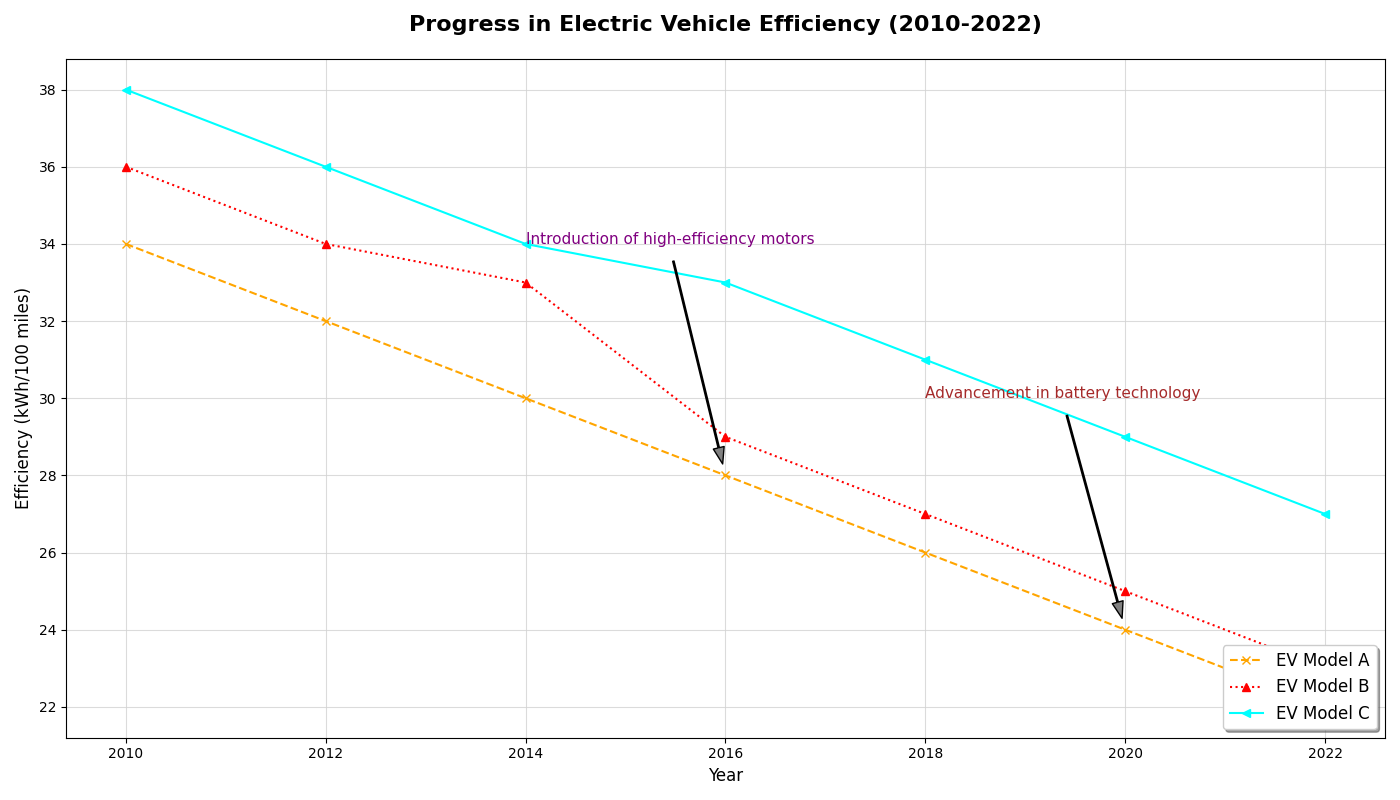 Progress in Electric Vehicle Efficiency (2010-2022)
Efficiency (kWh/100 miles)
38
36
34
32
30
28
26
24
22
Introduction of high-efficiency motors
Advancement in battery technology
EV Model A
EV Model B
EV Model C
2010 2012 2014 2016 2018 2020 2022
Year